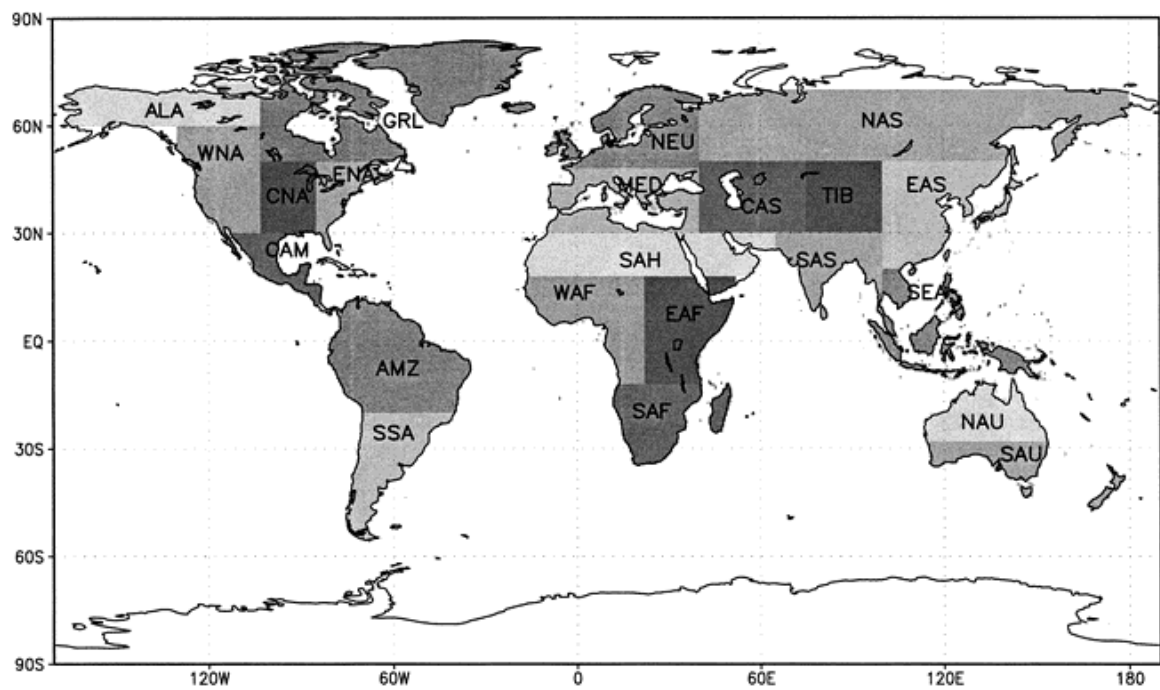 90N
ALA
GRL
60N
NAS
NEU
WNA
ENA
MED
EAS
CNA
CAS
TIB
30N
CAM
SAH
SAS
WAF
SEA
EAF
EQ
AMZ
SAF
NAU
SSA
30S
SAU
60S
90S
120W
60W
0
60E
120E
180